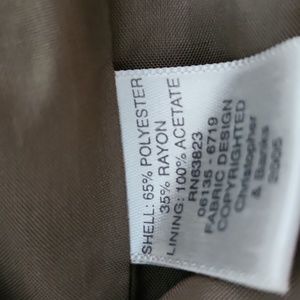 SHELL: 65% POLYESTER
35% RAYON
LINING: 100% ACETATE
RN63823
06135 - 6719
FABRIC DESIGN
COPYRIGHTED
Christopher
& Banks
2005